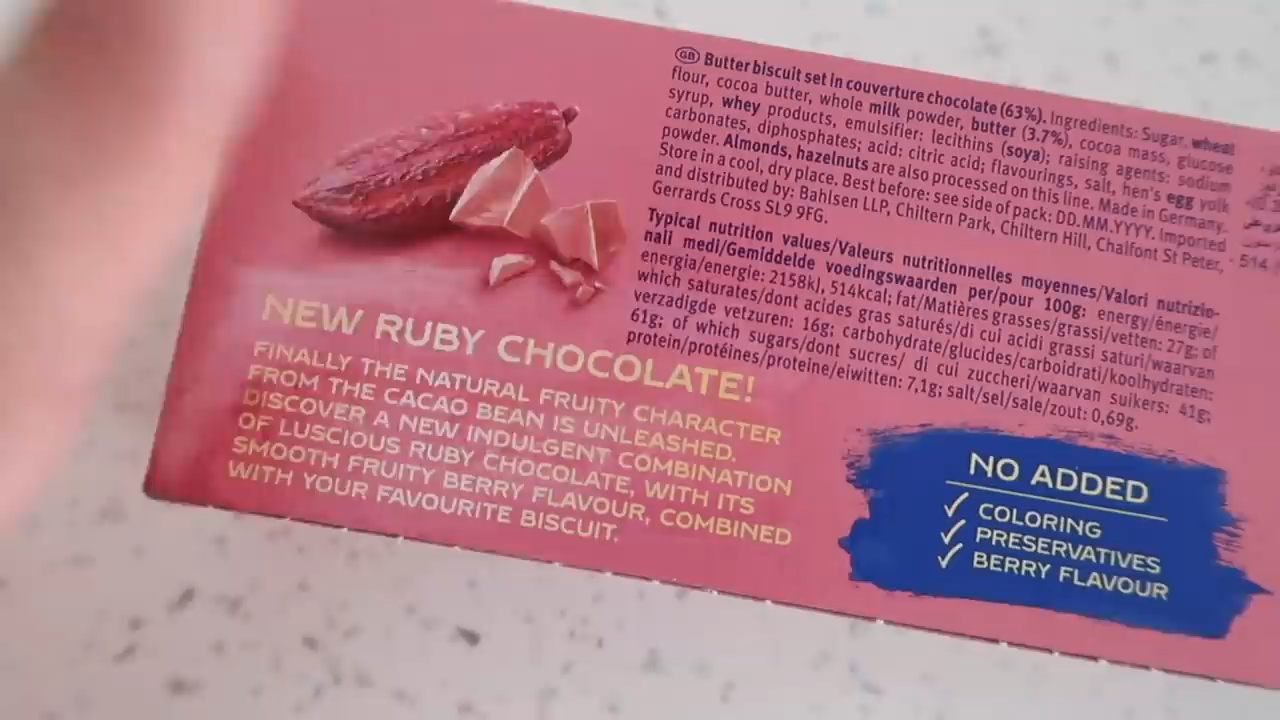 GB Butter biscuit set in couverture chocolate (63%). Ingredients: Sugar, wheat
flour, cocoa butter, whole milk powder, butter (3.7%), cocoa mass, glucose
syrup, whey products, emulsifier: lecithins (soya); raising agents: sodium
carbonates, diphosphates; acid: citric acid; flavourings, salt, hen's egg yolk
powder. Almonds, hazelnuts are also processed on this line.
Store in a cool, dry place. Best before: see side of pack: DD.MM.YYYY. Made in Germany. Imported
and distributed by: Bahlsen LLP, Chiltern Park, Chiltern Hill, Chalfont St Peter,
Gerrards Cross SL9 9FG.
Typical nutrition values/Valeurs nutritionnelles moyennes/Valori nutrizio-
nali medi/Gemiddelde voedingswaarden per/pour 100g: energy/énergie/
energia/energie: 2158kJ, 514kcal; fat/Matières grasses/grassi/vetten: 27g; of
which saturates/dont acides gras saturés/di cui acidi grassi saturi/waarvan
verzadigde vetzuren: 16g; carbohydrate/glucides/carboidrati/koolhydraten:
61g; of which sugars/dont sucres/ di cui zuccheri/waarvan suikers: 41g;
protein/protéines/proteine/eiwitten: 7,1g; salt/sel/sale/zout: 0,69g.
514
NEW RUBY CHOCOLATE!
FINALLY THE NATURAL FRUITY CHARACTER
FROM THE CACAO BEAN IS UNLEASHED.
DISCOVER A NEW INDULGENT COMBINATION
OF LUSCIOUS RUBY CHOCOLATE, WITH ITS
SMOOTH FRUITY BERRY FLAVOUR, COMBINED
WITH YOUR FAVOURITE BISCUIT.
NO ADDED
✓ COLORING
✓ PRESERVATIVES
✓ BERRY FLAVOUR